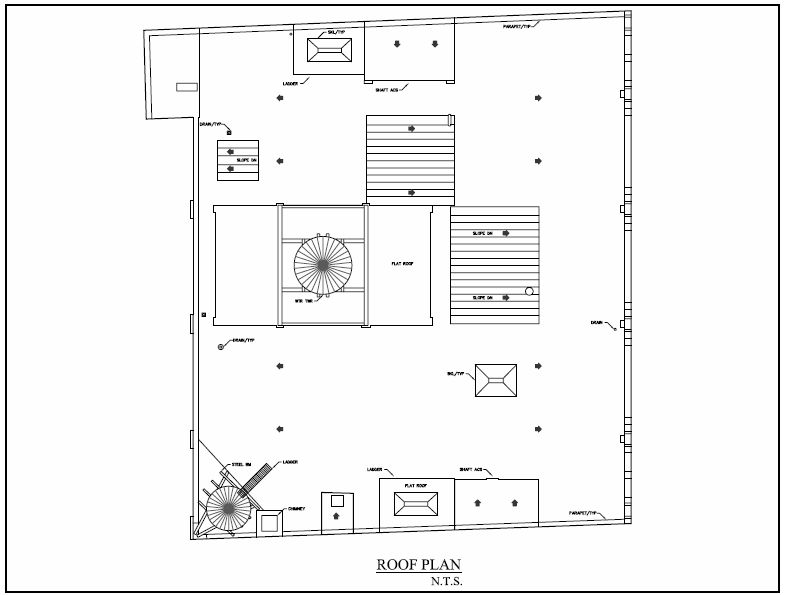 PARAPET/TYP
SKL/TYP
LADDER
SHAFT ACS
DRAIN/TYP
SLOPE DN
SLOPE DN
FLAT ROOF
SLOPE DN
WTR TWR
DRAIN
DRAIN/TYP
SKL/TYP
STEEL BM
LADDER
LADDER
SHAFT ACS
FLAT ROOF
CHIMNEY
PARAPET/TYP
ROOF PLAN
N.T.S.